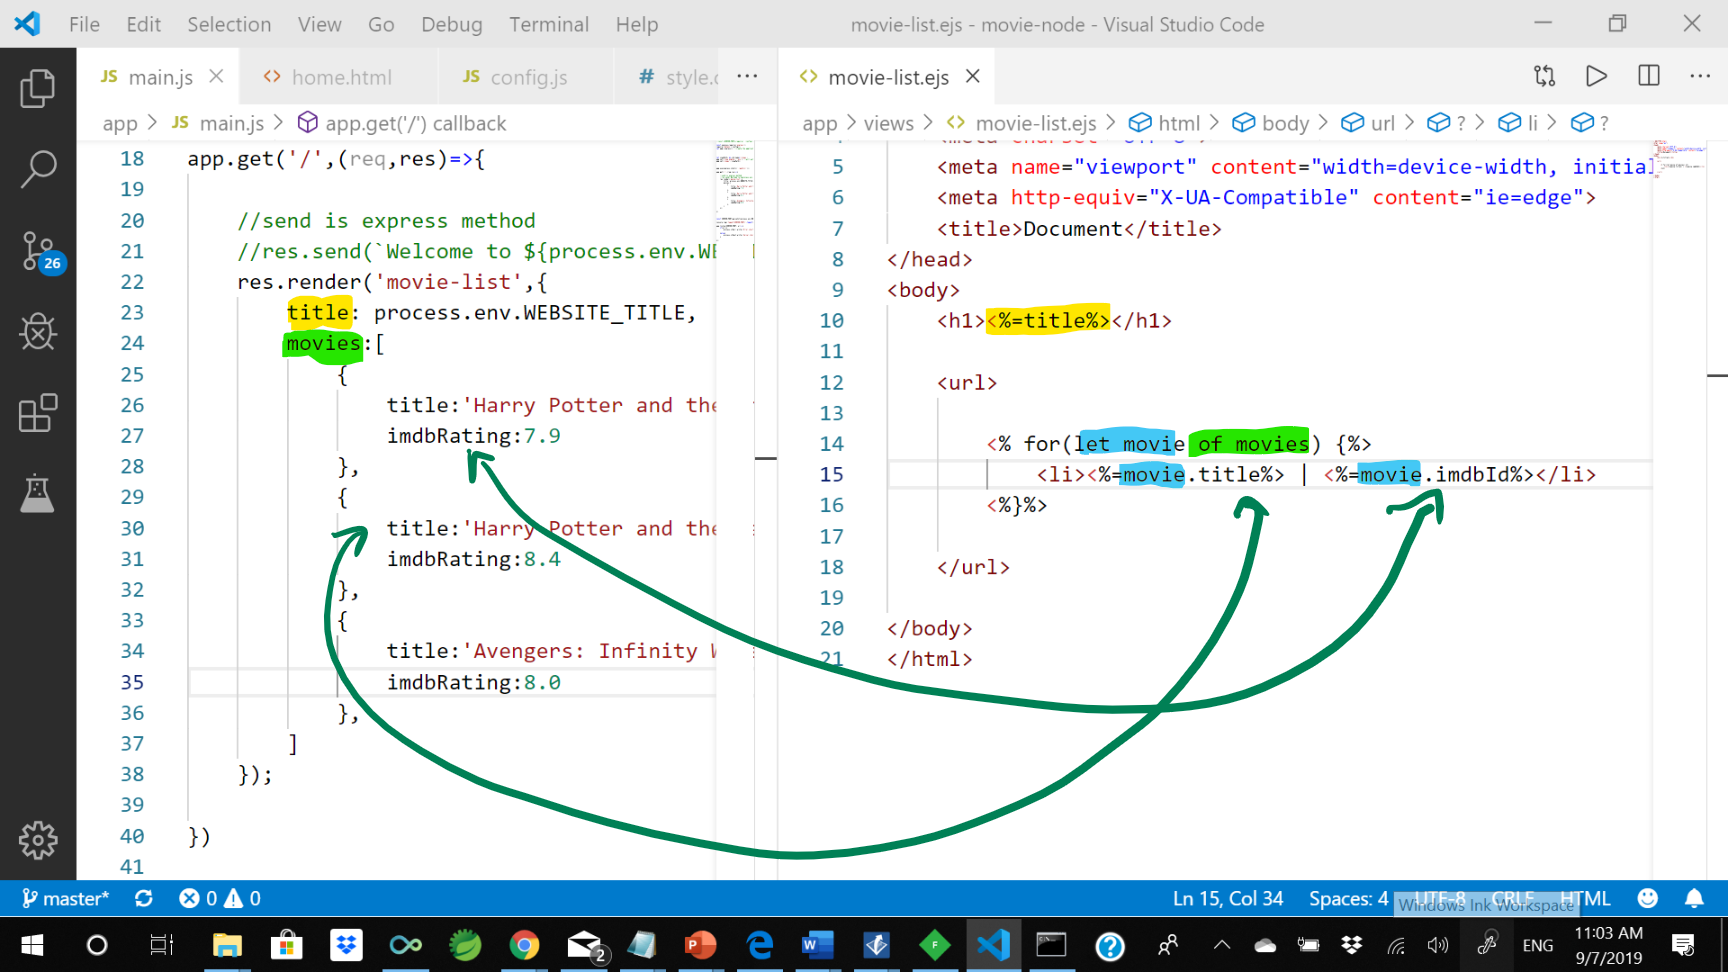 File Edit Selection View Go Debug Terminal Help
movie-list.ejs - movie-node - Visual Studio Code
JS main.js home.html JS config.js # style.c ···
app > JS main.js > app.get('/') callback
18 app.get('/',(req,res)=>{
19
20 //send is express method
21 //res.send(`Welcome to ${process.env.WE
22 res.render('movie-list',{
23 title: process.env.WEBSITE_TITLE,
24 movies:[
25 {
26 title:'Harry Potter and the
27 imdbRating:7.9
28 },
29 {
30 title:'Harry Potter and the
31 imdbRating:8.4
32 },
33 {
34 title:'Avengers: Infinity W
35 imdbRating:8.0
36 },
37 ]
38 });
39
40 })
41
<> movie-list.ejs
app > views > <> movie-list.ejs > html > body > url > ? > li > ?
5 <meta name="viewport" content="width=device-width, initial
6 <meta http-equiv="X-UA-Compatible" content="ie=edge">
7 <title>Document</title>
8 </head>
9 <body>
10 <h1><%=title%></h1>
11
12 <url>
13
14 <% for(let movie of movies) {%>
15 <li><%=movie.title%> | <%=movie.imdbId%></li>
16 <%}%>
17
18 </url>
19
20 </body>
21 </html>
26
master* 0 0
Ln 15, Col 34 Spaces: 4 UTF-8 CRLF HTML
Windows Ink Workspace
2
ENG
11:03 AM
9/7/2019